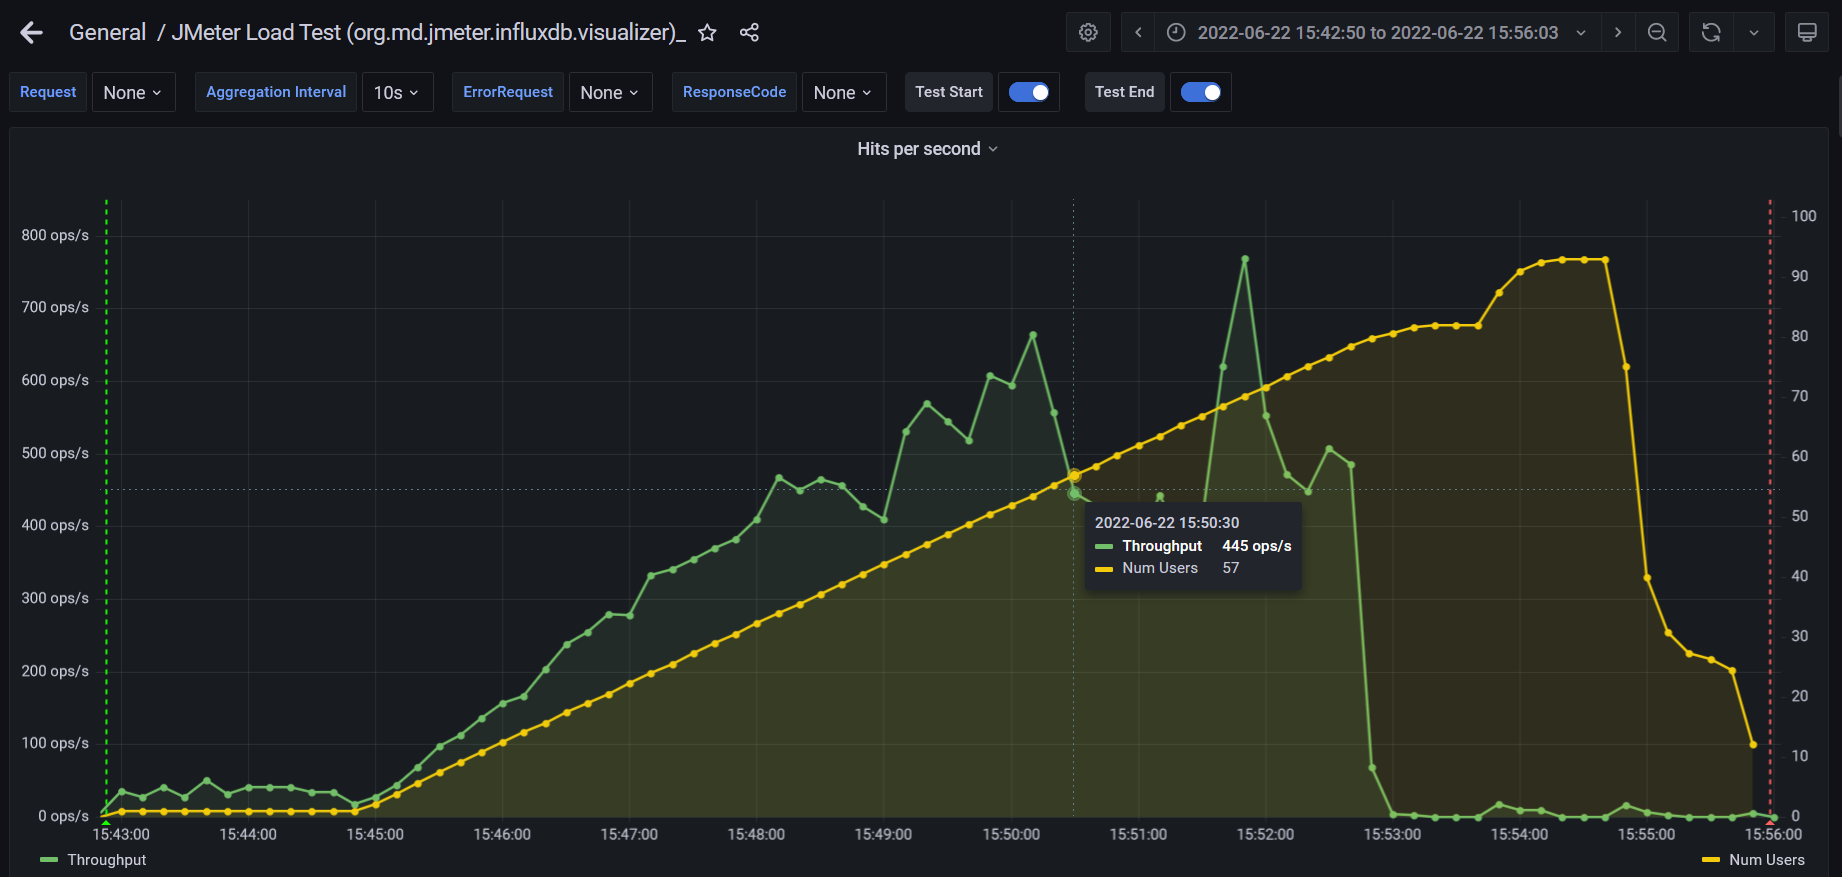 General / JMeter Load Test (org.md.jmeter.influxdb.visualizer)_
2022-06-22 15:42:50 to 2022-06-22 15:56:03
Request None Aggregation Interval 10s ErrorRequest None ResponseCode None Test Start Test End
Hits per second
800 ops/s
700 ops/s
600 ops/s
500 ops/s
400 ops/s
300 ops/s
200 ops/s
100 ops/s
0 ops/s
100
90
80
70
60
50
40
30
20
10
0
2022-06-22 15:50:30
Throughput 445 ops/s
Num Users 57
15:43:00 15:44:00 15:45:00 15:46:00 15:47:00 15:48:00 15:49:00 15:50:00 15:51:00 15:52:00 15:53:00 15:54:00 15:55:00 15:56:00
Throughput Num Users